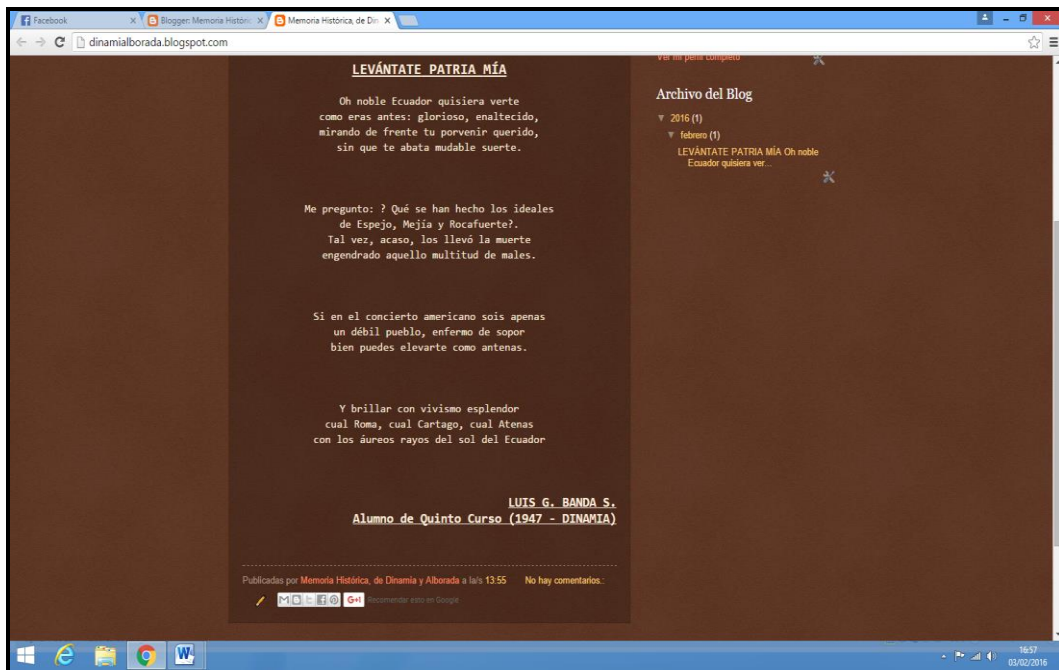 Facebook
Blogger: Memoria Históric
Memoria Histórica, de Din
dinamialborada.blogspot.com
LEVÁNTATE PATRIA MÍA
Oh noble Ecuador quisiera verte
como eras antes: glorioso, enaltecido,
mirando de frente tu porvenir querido,
sin que te abata mudable suerte.
Me pregunto: ? Qué se han hecho los ideales
de Espejo, Mejía y Rocafuerte?.
Tal vez, acaso, los llevó la muerte
engendrado aquello multitud de males.
Si en el concierto americano sois apenas
un débil pueblo, enfermo de sopor
bien puedes elevarte como antenas.
Y brillar con vivismo esplendor
cual Roma, cual Cartago, cual Atenas
con los áureos rayos del sol del Ecuador
LUIS G. BANDA S.
Alumno de Quinto Curso (1947 - DINAMIA)
Publicadas por Memoria Histórica, de Dinamia y Alborada a la/s 13:55 No hay comentarios.:
G+1 Recomendar esto en Google
Ver mi perfil completo
Archivo del Blog
▼ 2016 (1)
▼ febrero (1)
LEVÁNTATE PATRIA MÍA Oh noble
Ecuador quisiera ver...
16:57
03/02/2016